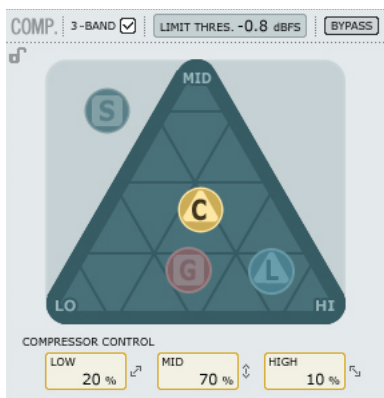 COMP. 3-BAND LIMIT THRES. -0.8 dBFS BYPASS
MID
S
C
G L
LO HI
COMPRESSOR CONTROL
LOW MID HIGH
20 % 70 % 10 %